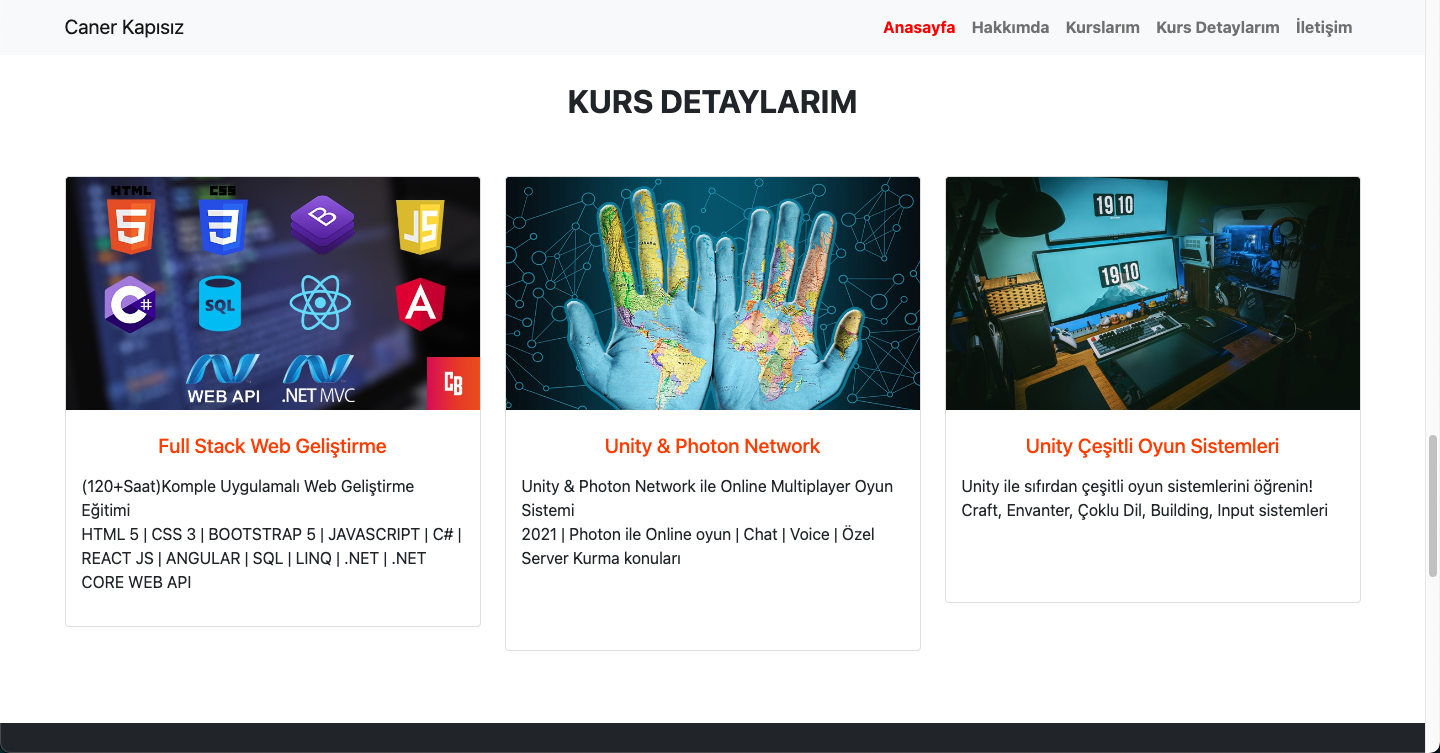 Caner Kapısız
Anasayfa Hakkımda Kurslarım Kurs Detaylarım İletişim
KURS DETAYLARIM
HTML CSS
5 3 B JS
C# SQL A
WEB API .NET MVC
CB
19 10
19 10
Full Stack Web Geliştirme
(120+Saat)Komple Uygulamalı Web Geliştirme
Eğitimi
HTML 5 | CSS 3 | BOOTSTRAP 5 | JAVASCRIPT | C# |
REACT JS | ANGULAR | SQL | LINQ | .NET | .NET
CORE WEB API
Unity & Photon Network
Unity & Photon Network ile Online Multiplayer Oyun
Sistemi
2021 | Photon ile Online oyun | Chat | Voice | Özel
Server Kurma konuları
Unity Çeşitli Oyun Sistemleri
Unity ile sıfırdan çeşitli oyun sistemlerini öğrenin!
Craft, Envanter, Çoklu Dil, Building, Input sistemleri